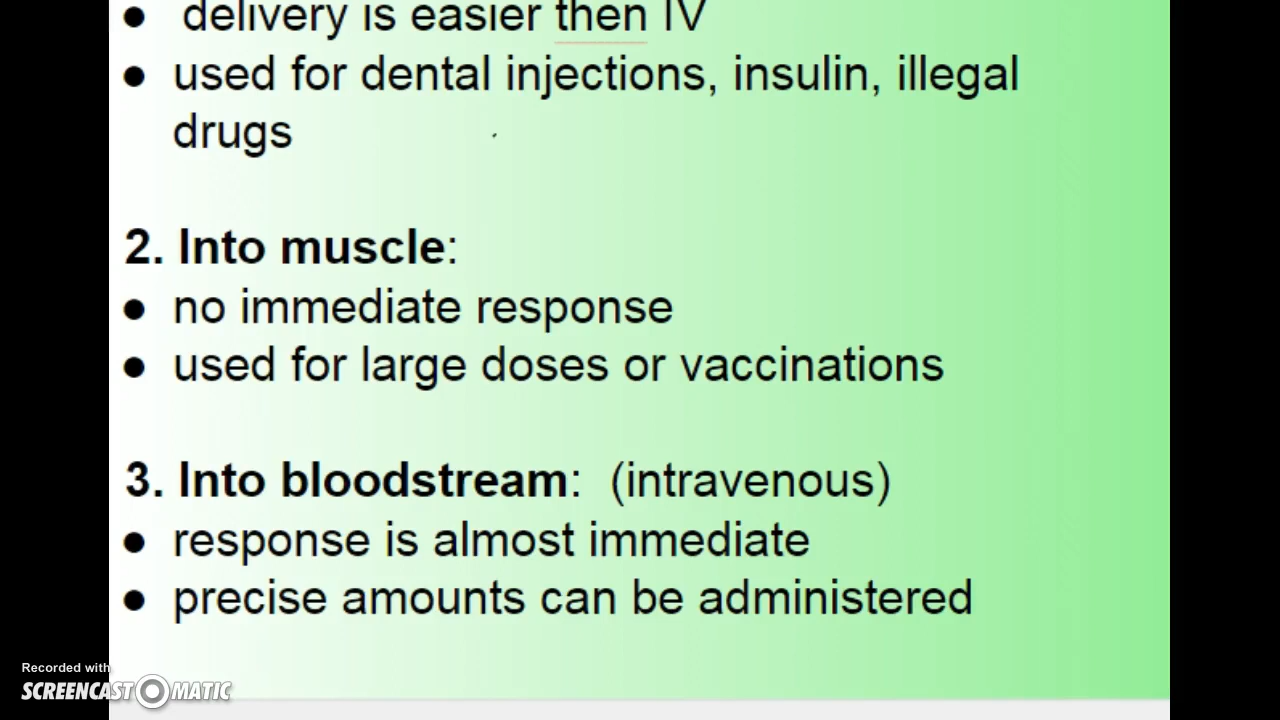 ● delivery is easier then IV
● used for dental injections, insulin, illegal
drugs
2. Into muscle:
● no immediate response
● used for large doses or vaccinations
3. Into bloodstream: (intravenous)
● response is almost immediate
● precise amounts can be administered
Recorded with
SCREENCAST O MATIC